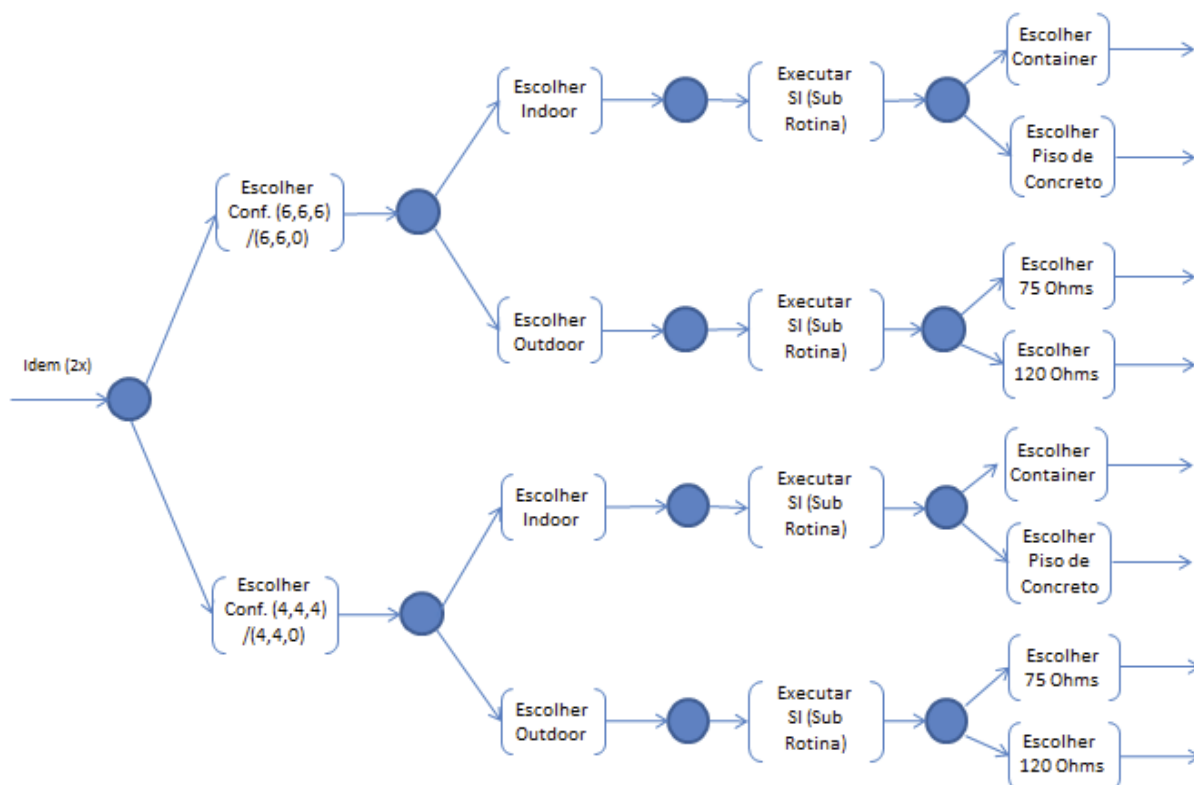 Idem (2x)
Escolher
Conf. (6,6,6)
/(6,6,0)
Escolher
Indoor
Executar
SI (Sub
Rotina)
Escolher
Container
Escolher
Piso de
Concreto
Escolher
Outdoor
Executar
SI (Sub
Rotina)
Escolher
75 Ohms
Escolher
120 Ohms
Escolher
Conf. (4,4,4)
/(4,4,0)
Escolher
Indoor
Executar
SI (Sub
Rotina)
Escolher
Container
Escolher
Piso de
Concreto
Escolher
Outdoor
Executar
SI (Sub
Rotina)
Escolher
75 Ohms
Escolher
120 Ohms